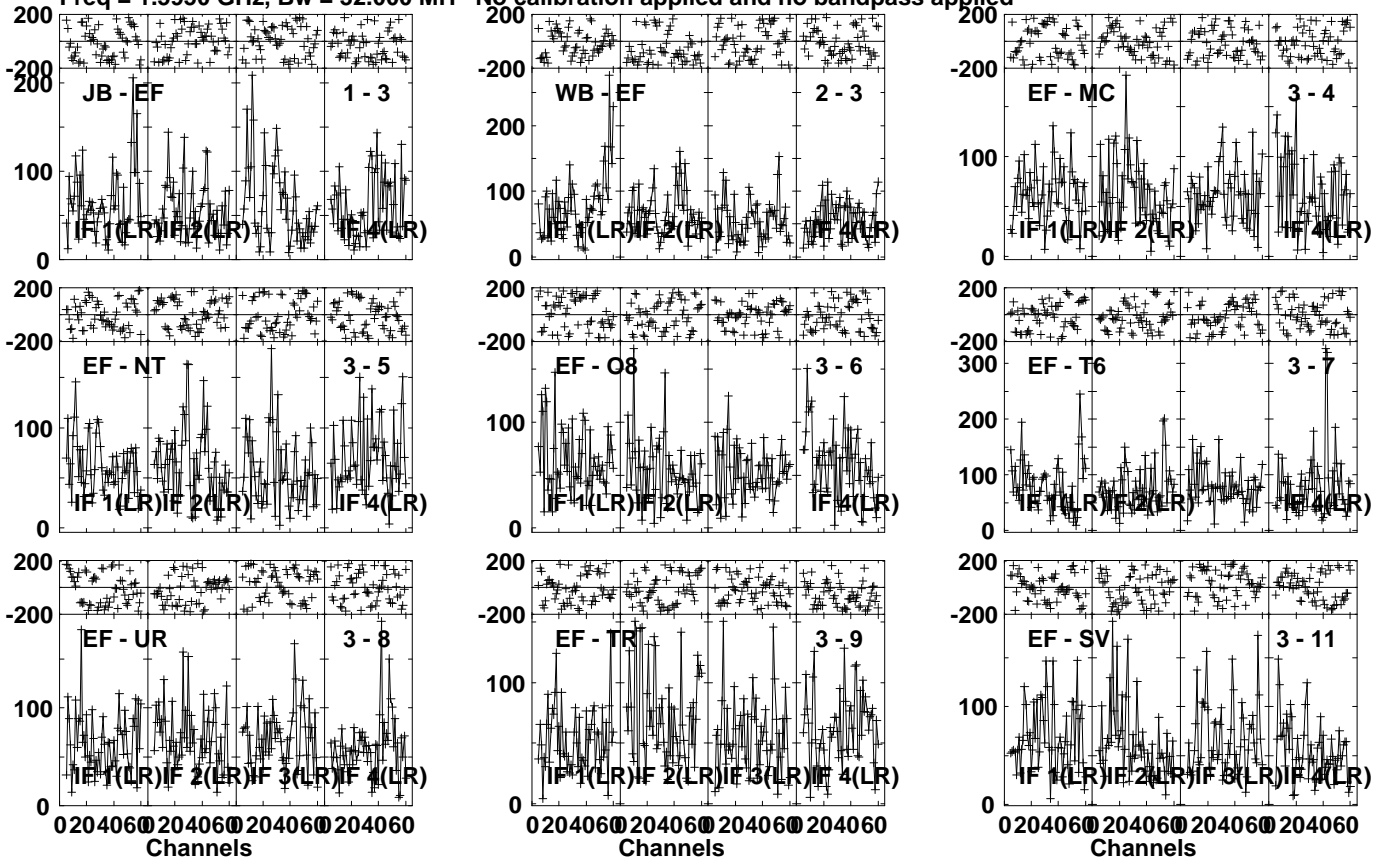 Freq = 1.5950 GHz, Bw = 32.000 MH No calibration applied and no bandpass applied
200
-200
JB - EF 1 - 3
200
100
0
IF 1(LR) IF 2(LR) IF 4(LR)
200
-200
WB - EF 2 - 3
200
100
0
IF 1(LR) IF 2(LR) IF 4(LR)
200
-200
EF - MC 3 - 4
100
0
IF 1(LR) IF 2(LR) IF 4(LR)
200
-200
EF - NT 3 - 5
100
0
IF 1(LR) IF 2(LR) IF 4(LR)
200
-200
EF - O8 3 - 6
100
0
IF 1(LR) IF 2(LR) IF 4(LR)
200
-200
EF - T6 3 - 7
300
200
100
0
IF 1(LR) IF 2(LR) IF 4(LR)
200
-200
EF - UR 3 - 8
100
0
IF 1(LR) IF 2(LR) IF 3(LR) IF 4(LR)
0 20 40 60 0 20 40 60 0 20 40 60 0 20 40 60
Channels
200
-200
EF - TR 3 - 9
100
0
IF 1(LR) IF 2(LR) IF 3(LR) IF 4(LR)
0 20 40 60 0 20 40 60 0 20 40 60 0 20 40 60
Channels
200
-200
EF - SV 3 - 11
100
0
IF 1(LR) IF 2(LR) IF 3(LR) IF 4(LR)
0 20 40 60 0 20 40 60 0 20 40 60 0 20 40 60
Channels